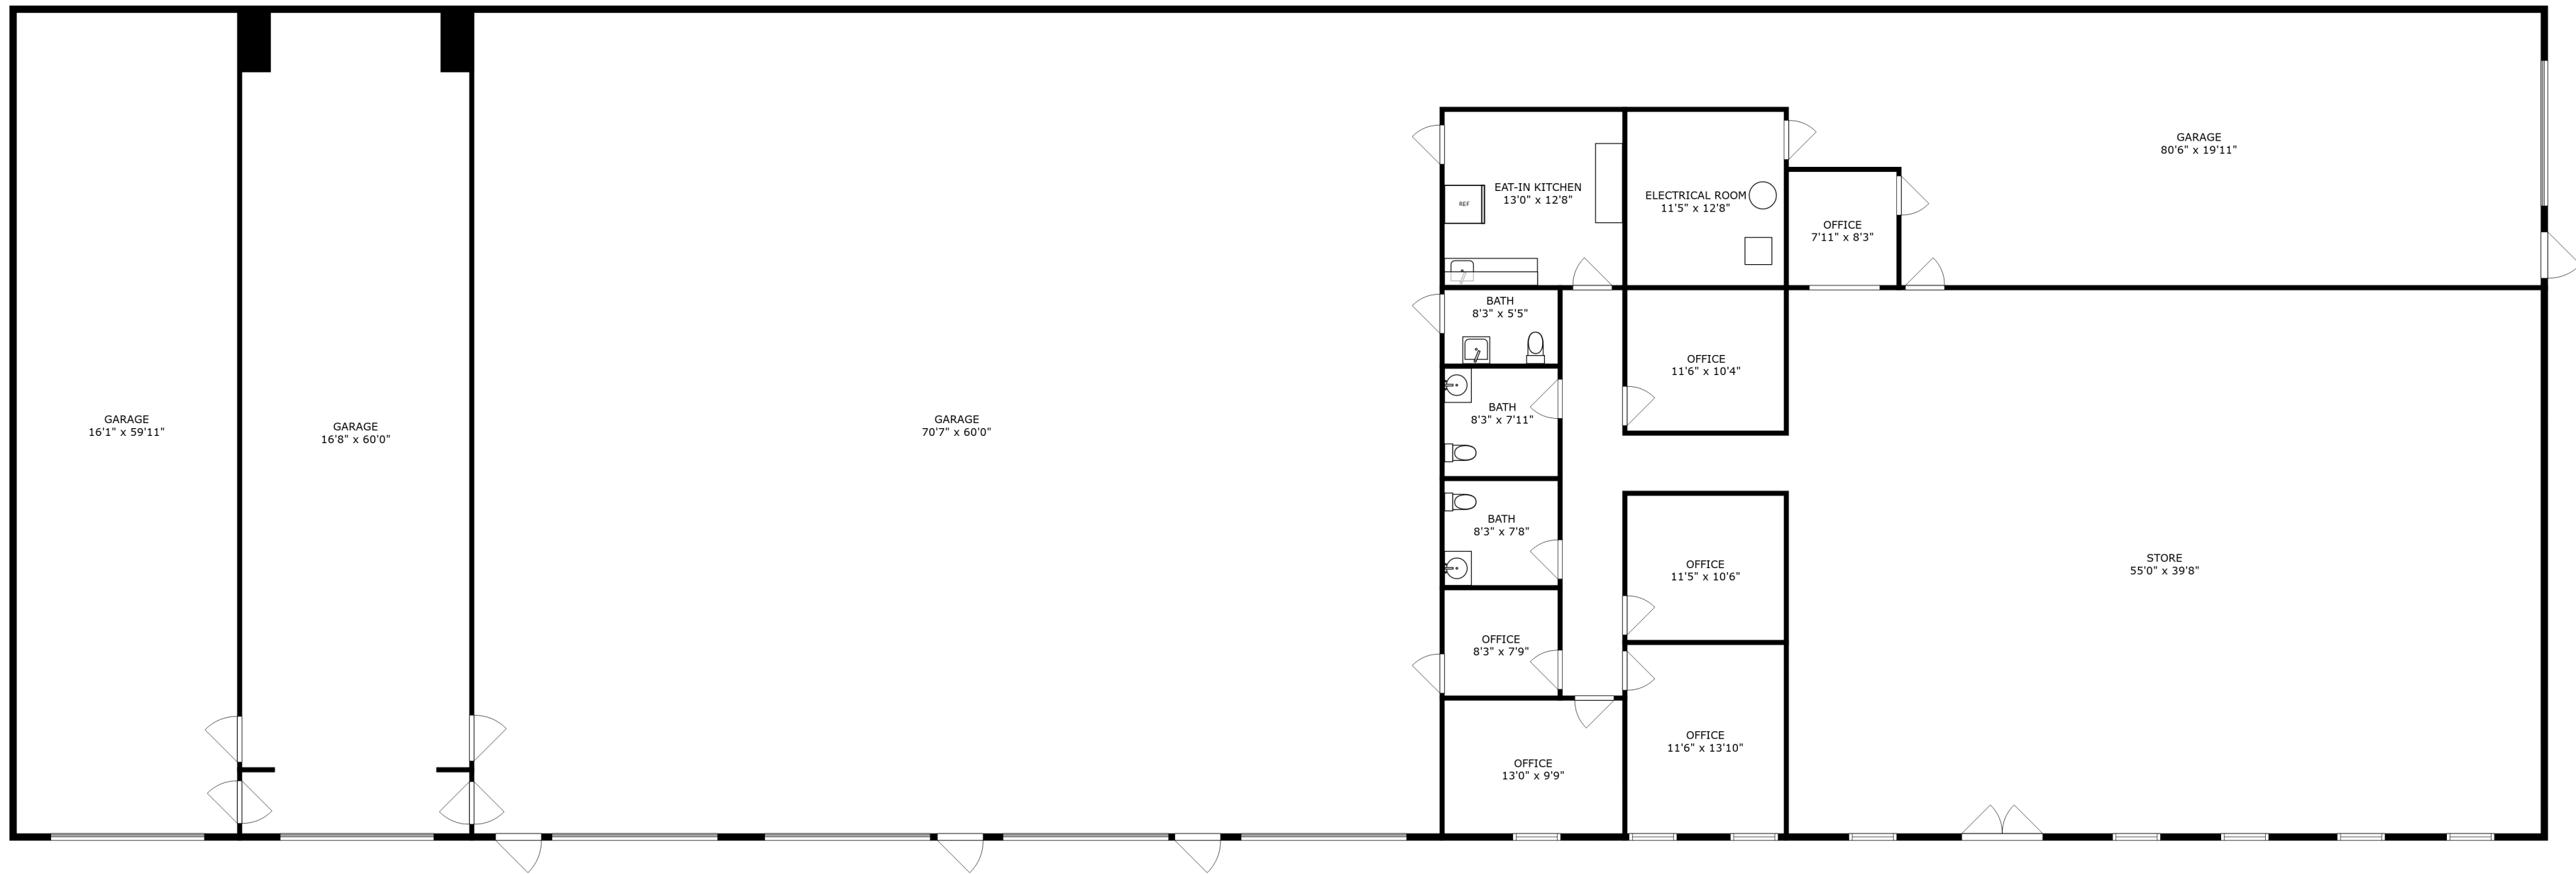 GARAGE
80'6" x 19'11"
EAT-IN KITCHEN
13'0" x 12'8"
REF
ELECTRICAL ROOM
11'5" x 12'8"
OFFICE
7'11" x 8'3"
BATH
8'3" x 5'5"
OFFICE
11'6" x 10'4"
GARAGE
16'1" x 59'11"
GARAGE
16'8" x 60'0"
GARAGE
70'7" x 60'0"
BATH
8'3" x 7'11"
BATH
8'3" x 7'8"
OFFICE
11'5" x 10'6"
STORE
55'0" x 39'8"
OFFICE
8'3" x 7'9"
OFFICE
11'6" x 13'10"
OFFICE
13'0" x 9'9"